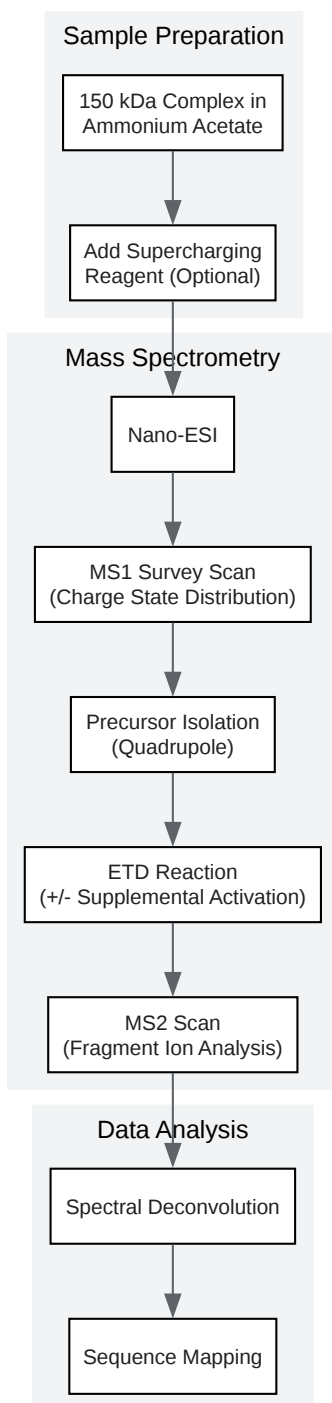 Sample Preparation
150 kDa Complex in
Ammonium Acetate
Add Supercharging
Reagent (Optional)
Mass Spectrometry
Nano-ESI
MS1 Survey Scan
(Charge State Distribution)
Precursor Isolation
(Quadrupole)
ETD Reaction
(+/- Supplemental Activation)
MS2 Scan
(Fragment Ion Analysis)
Data Analysis
Spectral Deconvolution
Sequence Mapping